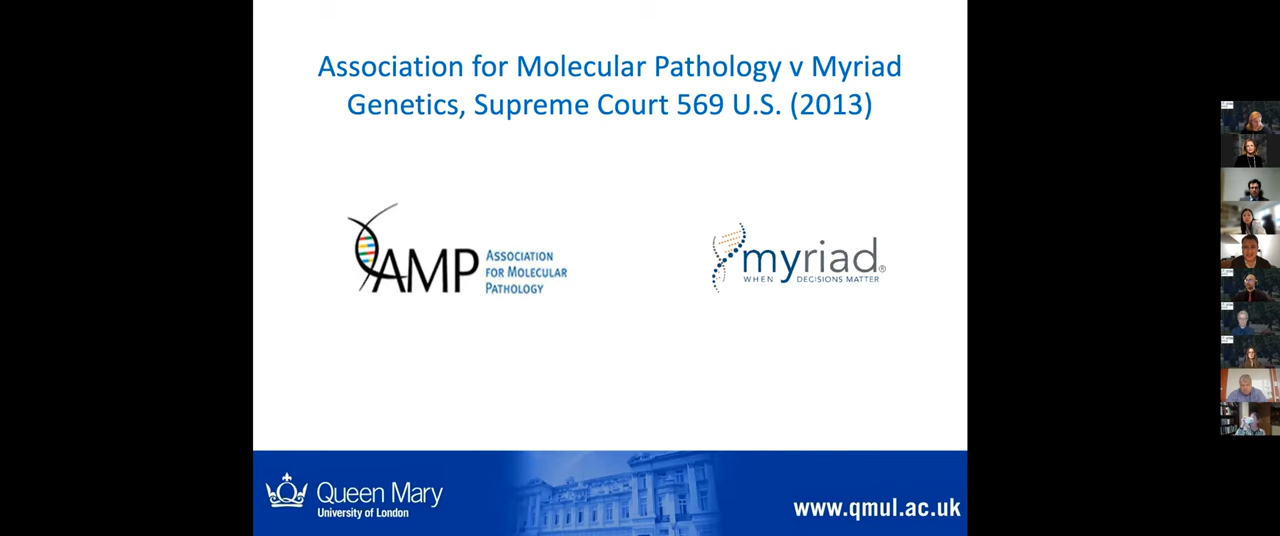 Association for Molecular Pathology v Myriad
Genetics, Supreme Court 569 U.S. (2013)
AMP
ASSOCIATION
FOR MOLECULAR
PATHOLOGY
myriad®
WHEN DECISIONS MATTER
Queen Mary
University of London
www.qmul.ac.uk